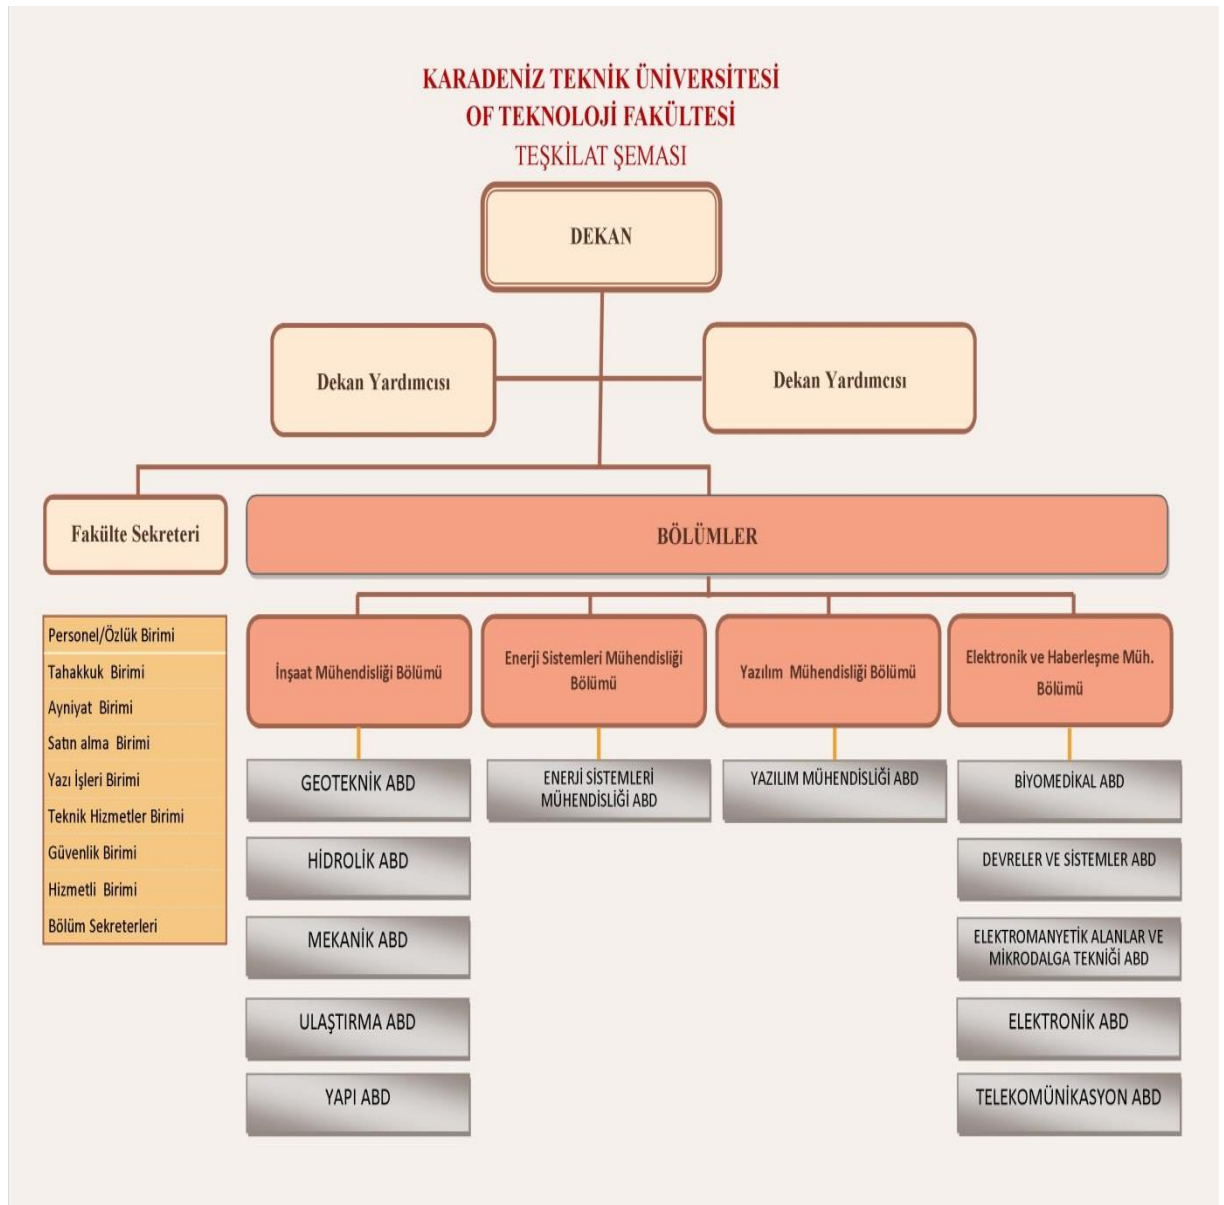 KARADENİZ TEKNİK ÜNİVERSİTESİ
OF TEKNOLOJİ FAKÜLTESİ
TEŞKİLAT ŞEMASI
DEKAN
Dekan Yardımcısı
Dekan Yardımcısı
Fakülte Sekreteri
BÖLÜMLER
Personel/Özlük Birimi
Tahakkuk Birimi
Ayniyat Birimi
Satın alma Birimi
Yazı İşleri Birimi
Teknik Hizmetler Birimi
Güvenlik Birimi
Hizmetli Birimi
Bölüm Sekreterleri
İnşaat Mühendisliği Bölümü
GEOTEKNİK ABD
HİDROLİK ABD
MEKANİK ABD
ULAŞTIRMA ABD
YAPI ABD
Enerji Sistemleri Mühendisliği
Bölümü
ENERJİ SİSTEMLERİ
MÜHENDİSLİĞİ ABD
Yazılım Mühendisliği Bölümü
YAZILIM MÜHENDİSLİĞİ ABD
Elektronik ve Haberleşme Müh.
Bölümü
BİYOMEDİKAL ABD
DEVRELER VE SİSTEMLER ABD
ELEKTROMANYETİK ALANLAR VE
MİKRODALGA TEKNİĞİ ABD
ELEKTRONİK ABD
TELEKOMÜNİKASYON ABD